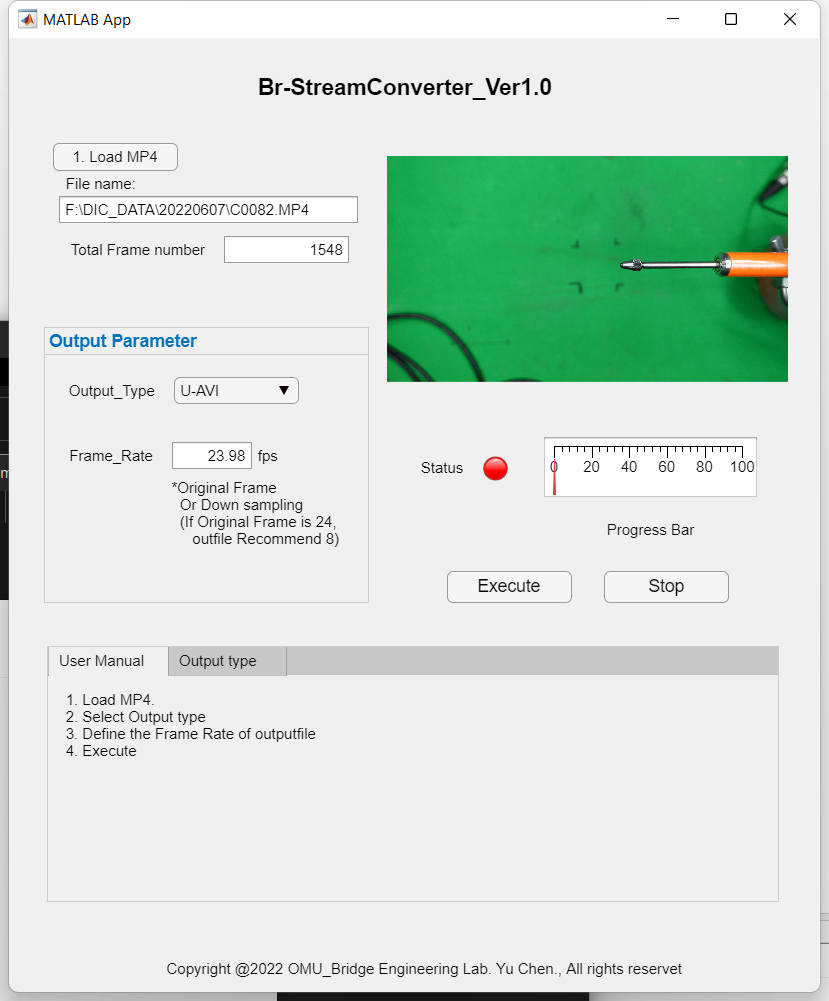 MATLAB App
Br-StreamConverter_Ver1.0
1. Load MP4
File name:
F:\DIC_DATA\20220607\C0082.MP4
Total Frame number 1548
Output Parameter
Output_Type U-AVI
Frame_Rate 23.98 fps
*Original Frame
Or Down sampling
(If Original Frame is 24,
outfile Recommend 8)
Status
0 20 40 60 80 100
Progress Bar
Execute Stop
User Manual Output type
1. Load MP4.
2. Select Output type
3. Define the Frame Rate of outputfile
4. Execute
Copyright @2022 OMU_Bridge Engineering Lab. Yu Chen., All rights reservet